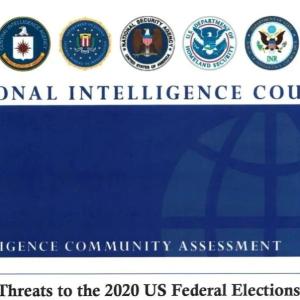 ONAL INTELLIGENCE COU
IGENCE COMMUNITY ASSESSMENT
Threats to the 2020 US Federal Elections